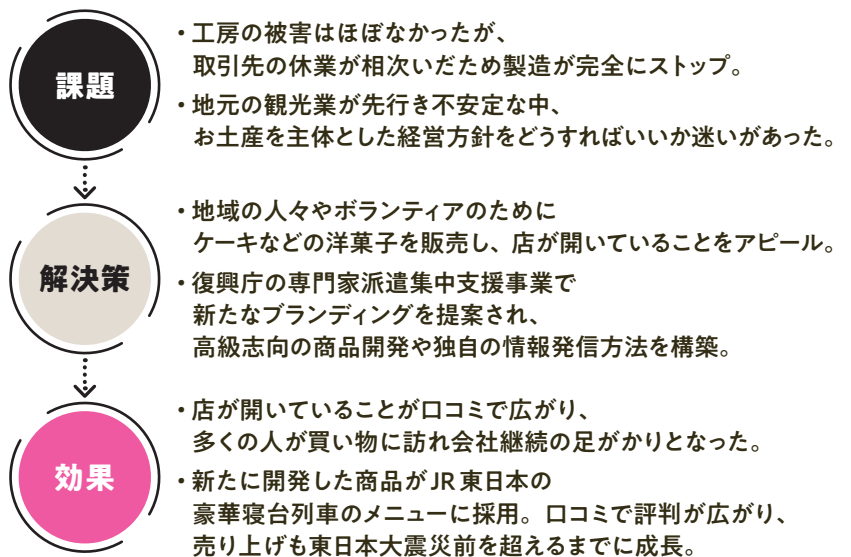 課題
・工房の被害はほぼなかったが、
取引先の休業が相次いだため製造が完全にストップ。
・地元の観光業が先行き不安定な中、
お土産を主体とした経営方針をどうすればいいか迷いがあった。
解決策
・地域の人々やボランティアのために
ケーキなどの洋菓子を販売し、店が開いていることをアピール。
・復興庁の専門家派遣集中支援事業で
新たなブランディングを提案され、
高級志向の商品開発や独自の情報発信方法を構築。
効果
・店が開いていることが口コミで広がり、
多くの人が買い物に訪れ会社継続の足がかりとなった。
・新たに開発した商品がJR東日本の
豪華寝台列車のメニューに採用。口コミで評判が広がり、
売り上げも東日本大震災前を超えるまでに成長。